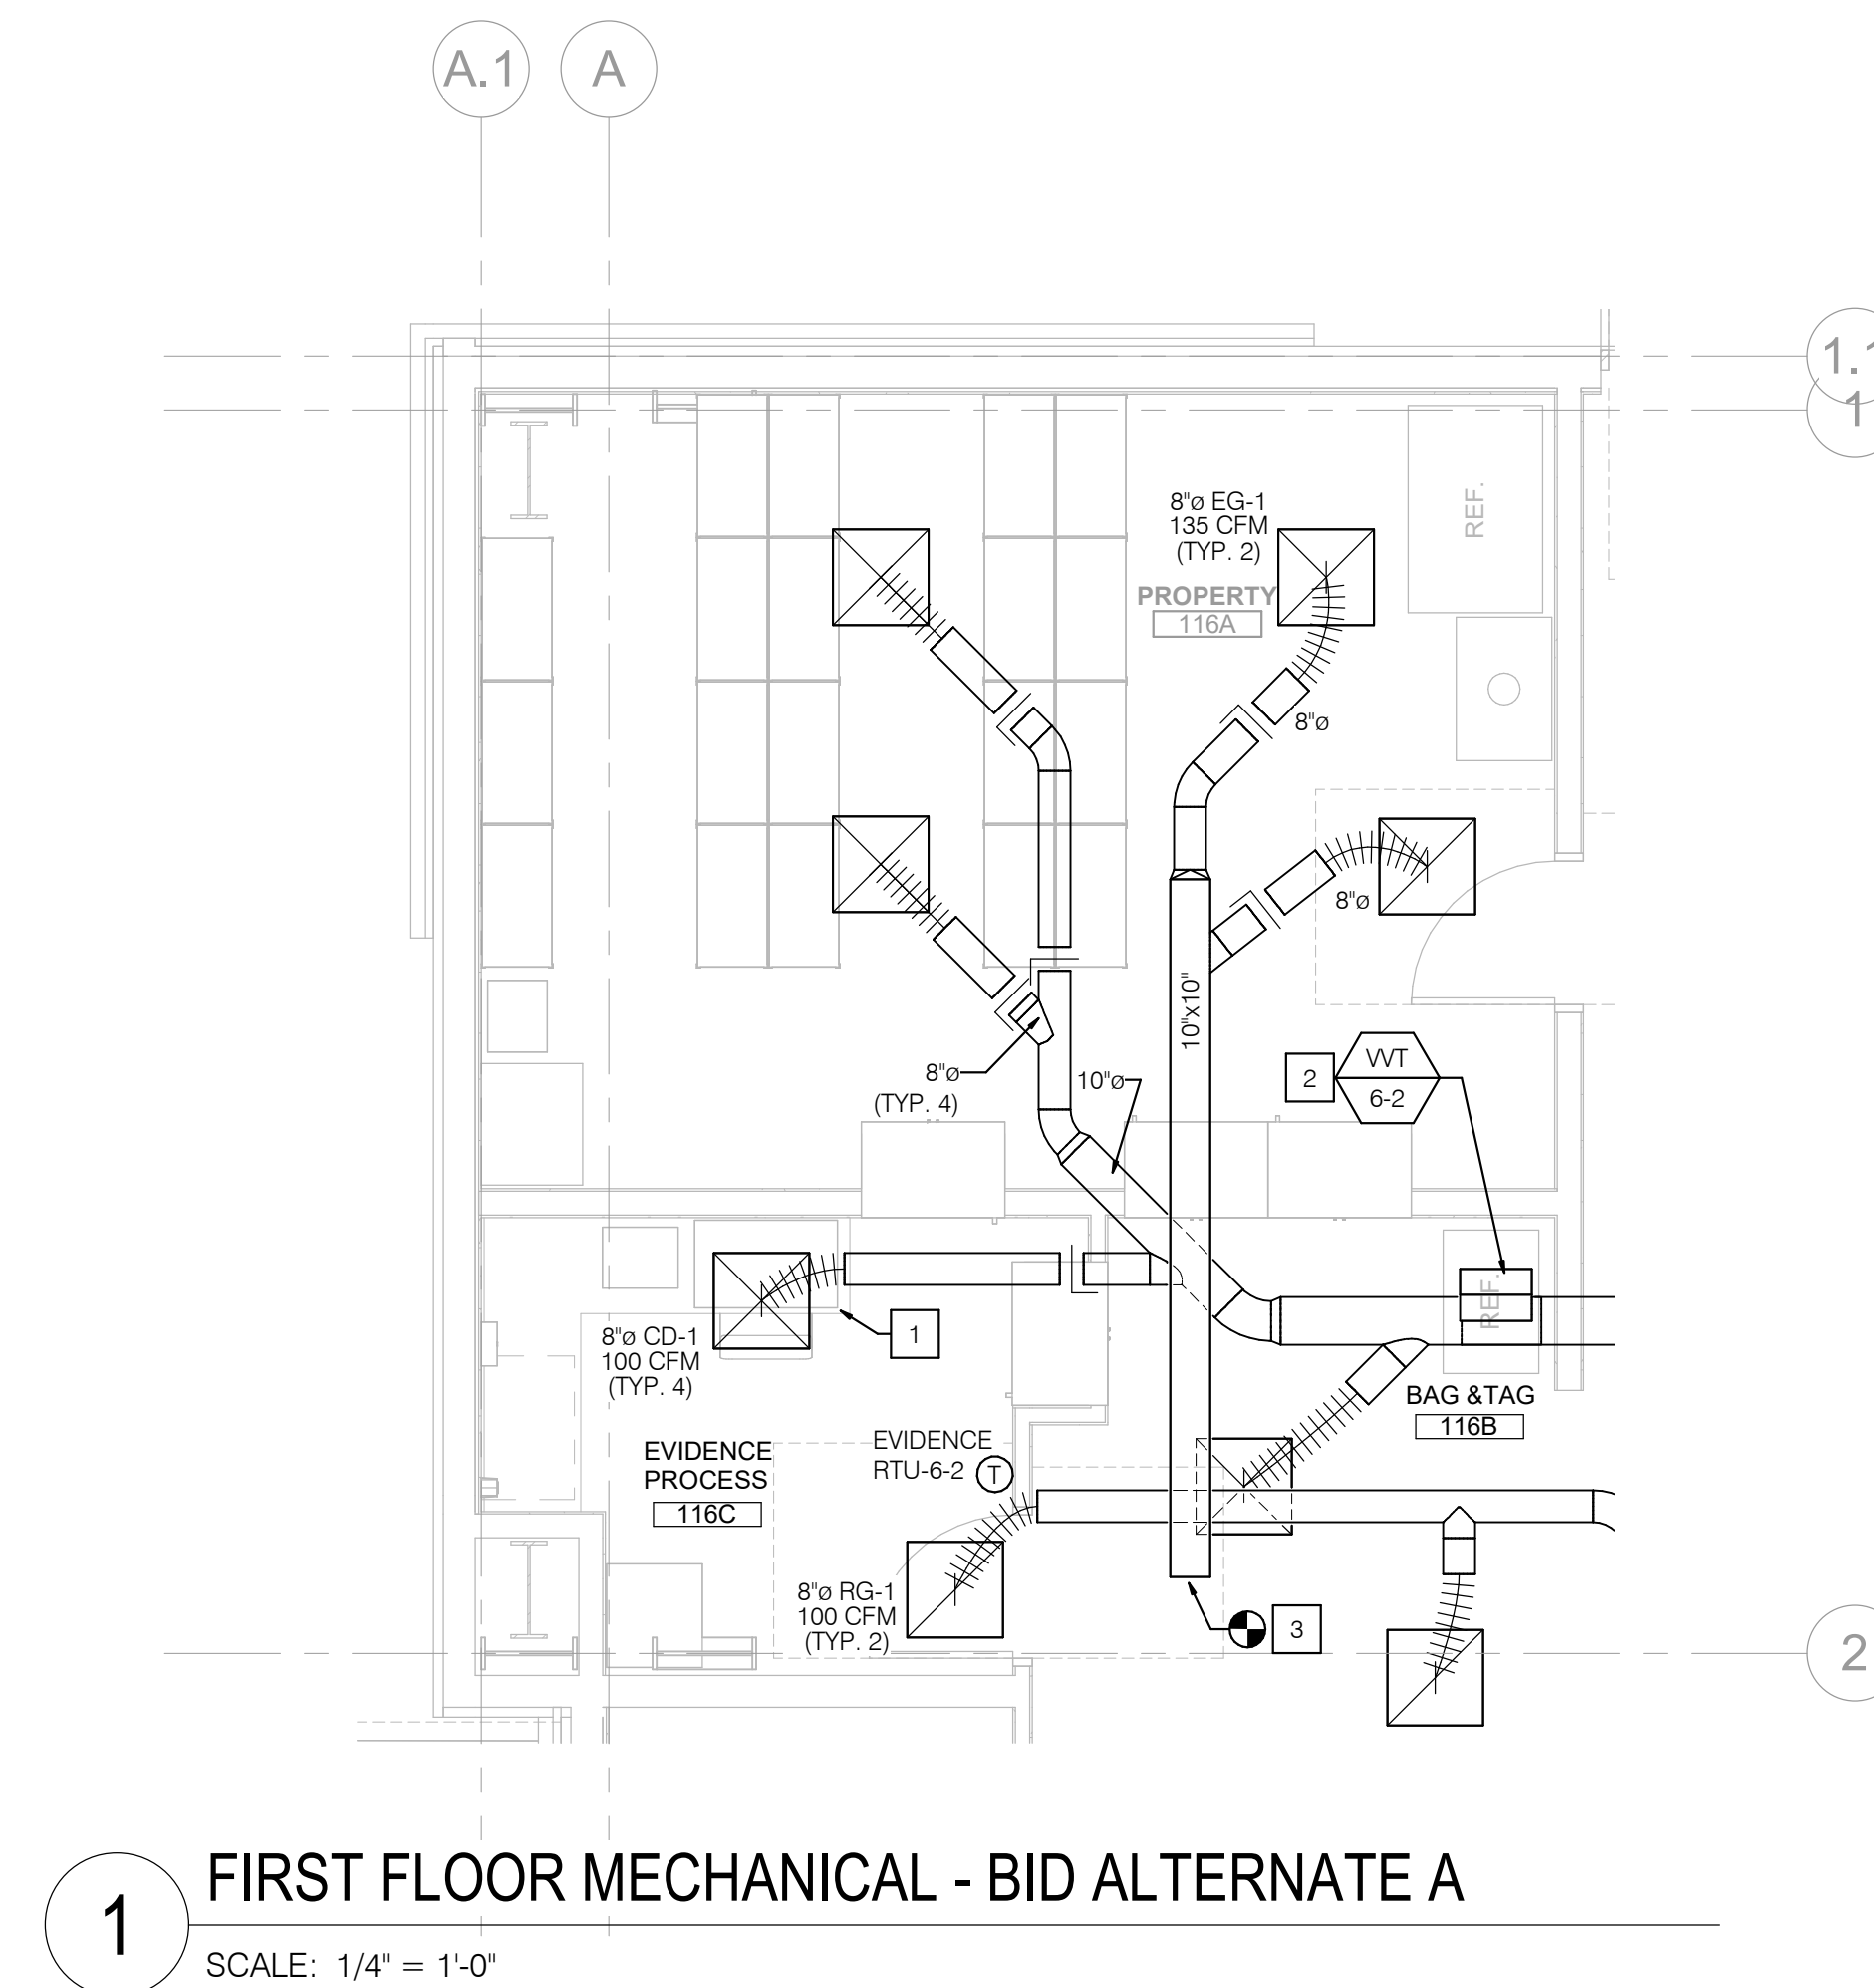 A.1
A
1.1
1
8"ø EG-1
135 CFM
(TYP. 2)
REF.
PROPERTY
116A
8"ø
8"ø
10"x10"
VVT
6-2
2
8"ø
(TYP. 4)
10"ø
REF.
1
8"ø CD-1
100 CFM
(TYP. 4)
BAG &TAG
116B
EVIDENCE
PROCESS
116C
EVIDENCE
RTU-6-2
T
8"ø RG-1
100 CFM
(TYP. 2)
3
2
1
FIRST FLOOR MECHANICAL - BID ALTERNATE A
SCALE: 1/4" = 1'-0"